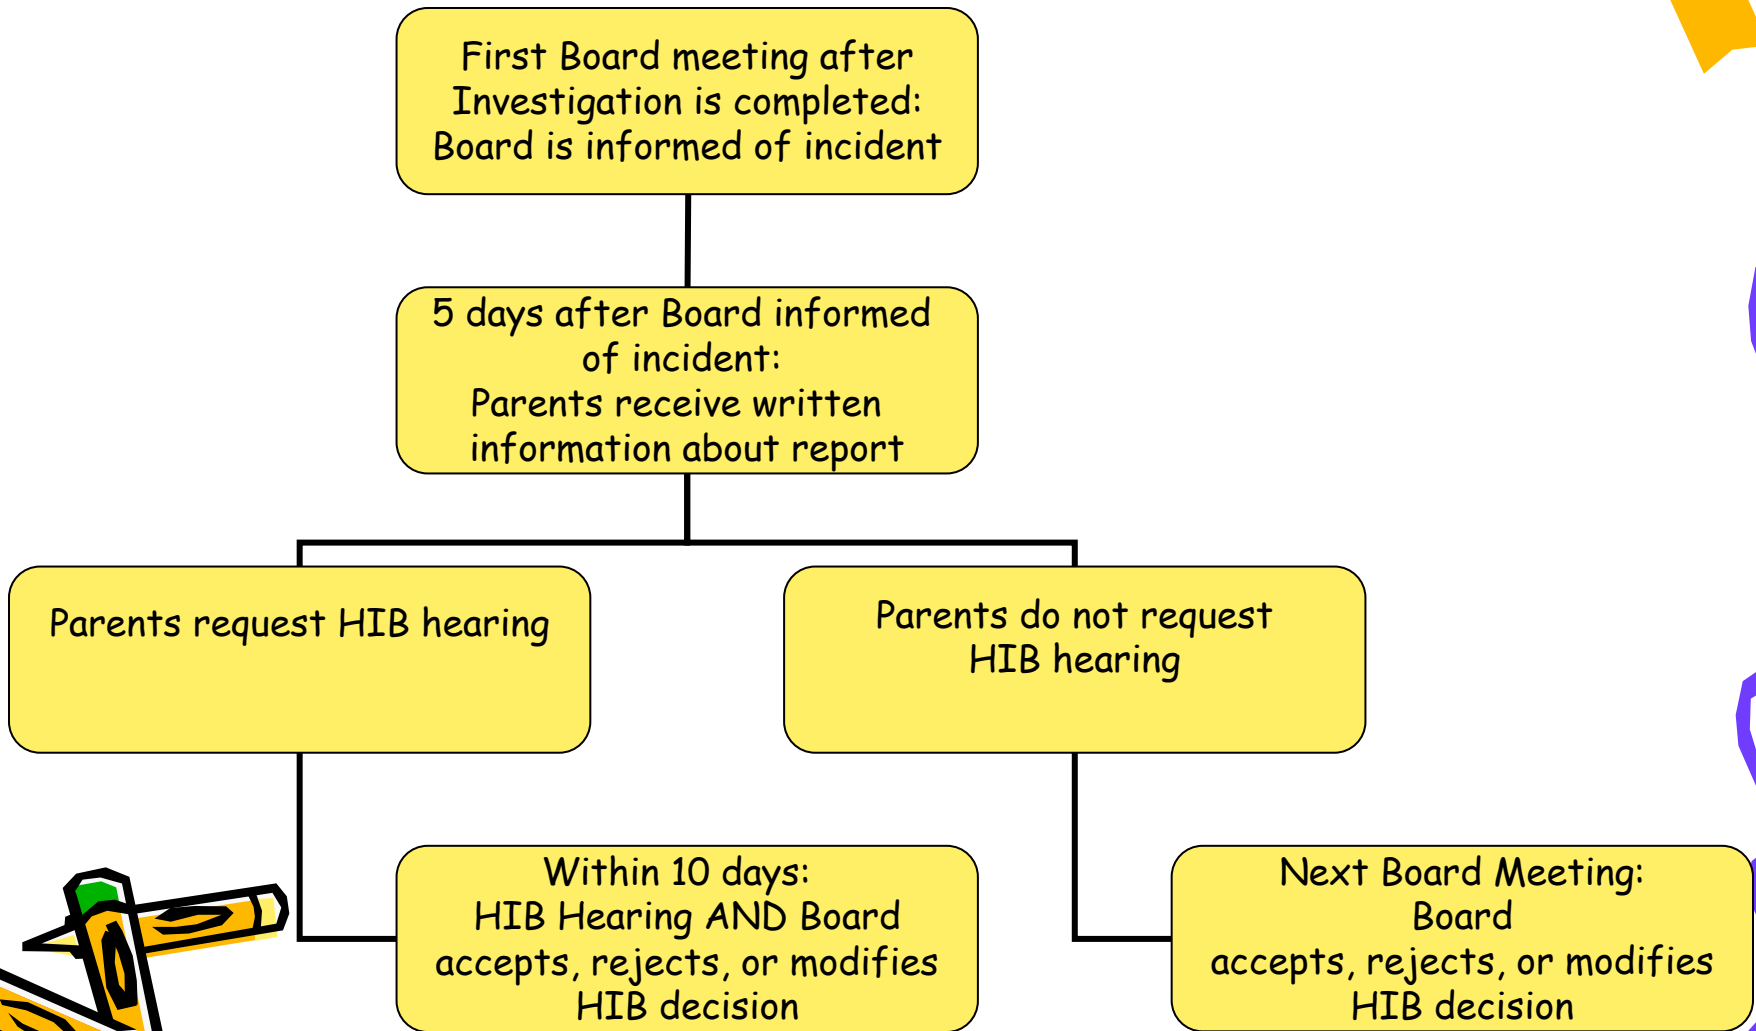 First Board meeting after
Investigation is completed:
Board is informed of incident
5 days after Board informed
of incident:
Parents receive written
information about report
Parents request HIB hearing
Parents do not request
HIB hearing
Within 10 days:
HIB Hearing AND Board
accepts, rejects, or modifies
HIB decision
Next Board Meeting:
Board
accepts, rejects, or modifies
HIB decision